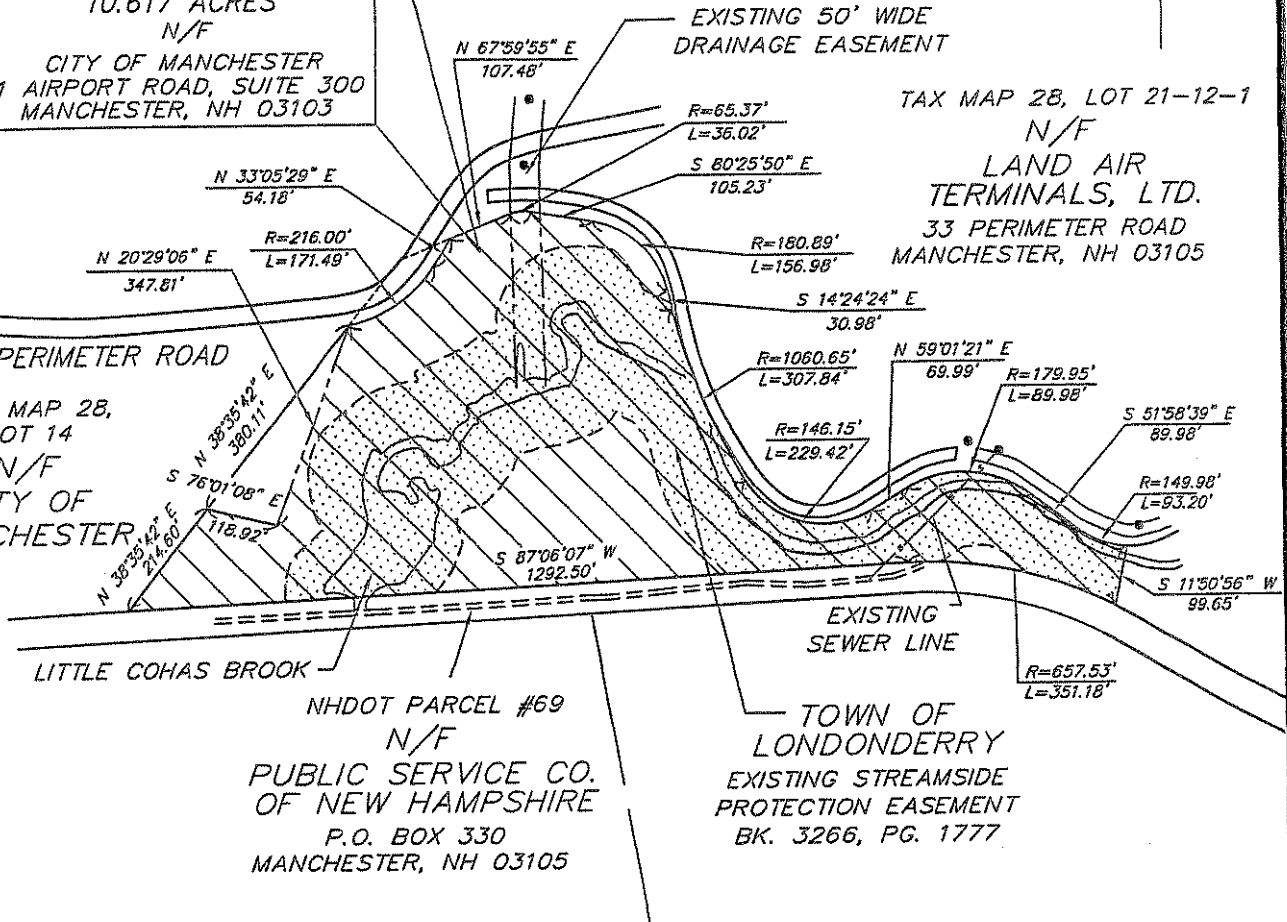 10.617 ACRES
N/F
CITY OF MANCHESTER
1 AIRPORT ROAD, SUITE 300
MANCHESTER, NH 03103
EXISTING 50' WIDE
DRAINAGE EASEMENT
N 67°59'55" E
107.48'
R=65.37'
L=36.02'
S 80°25'50" E
105.23'
TAX MAP 28, LOT 21-12-1
N/F
LAND AIR
TERMINALS, LTD.
33 PERIMETER ROAD
MANCHESTER, NH 03105
N 33°05'29" E
54.18'
R=216.00'
L=171.49'
N 20°29'06" E
347.81'
R=180.89'
L=156.98'
S 14°24'24" E
30.98'
R=1060.65'
L=307.84'
N 59°01'21" E
69.99'
R=179.95'
L=89.98'
S 51°58'39" E
89.98'
R=146.15'
L=229.42'
R=149.98'
L=93.20'
PERIMETER ROAD
MAP 28,
OT 14
N/F
TY OF
CHESTER
N 38°35'42" E
380.11'
S 76°01'08" E
118.92'
N 38°35'42" E
214.60'
S 87°06'07" W
1292.50'
S 11°50'56" W
99.65'
EXISTING
SEWER LINE
R=657.53'
L=351.18'
LITTLE COHAS BROOK
NHDOT PARCEL #69
N/F
PUBLIC SERVICE CO.
OF NEW HAMPSHIRE
P.O. BOX 330
MANCHESTER, NH 03105
TOWN OF
LONDONDERRY
EXISTING STREAMSIDE
PROTECTION EASEMENT
BK. 3266, PG. 1777